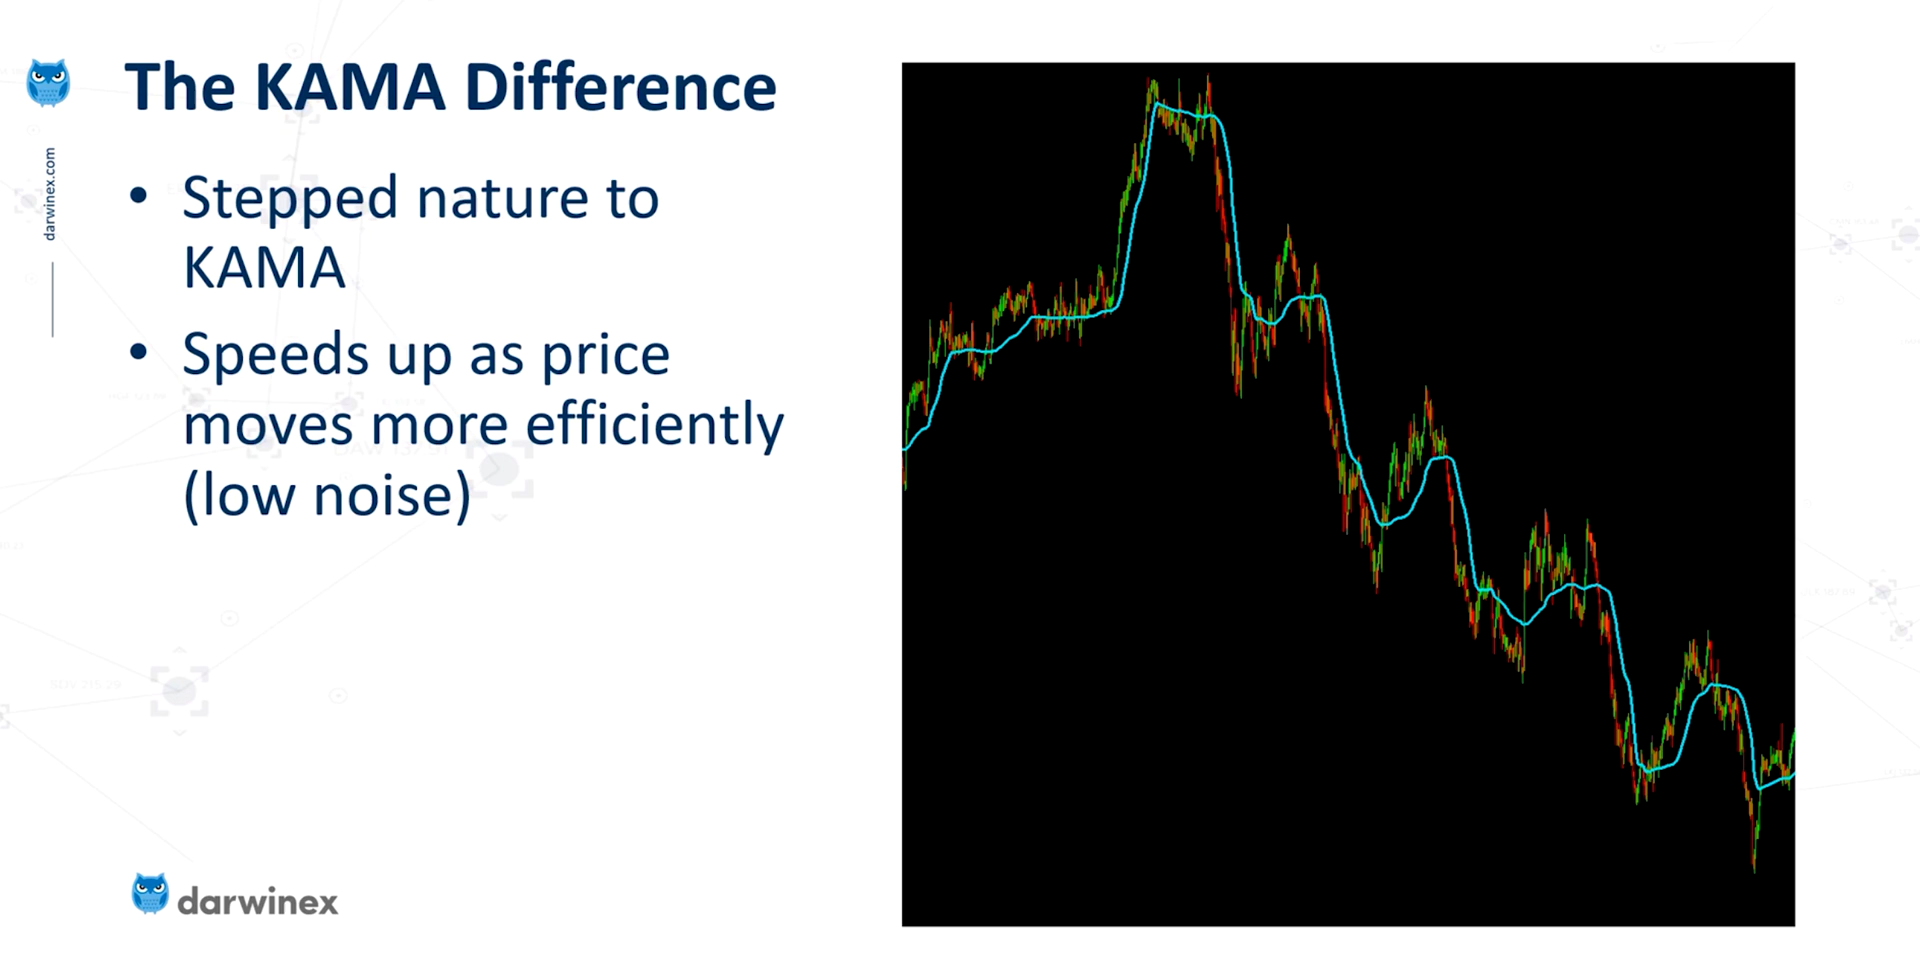 The KAMA Difference
darwinex.com
• Stepped nature to
KAMA
• Speeds up as price
moves more efficiently
(low noise)
darwinex